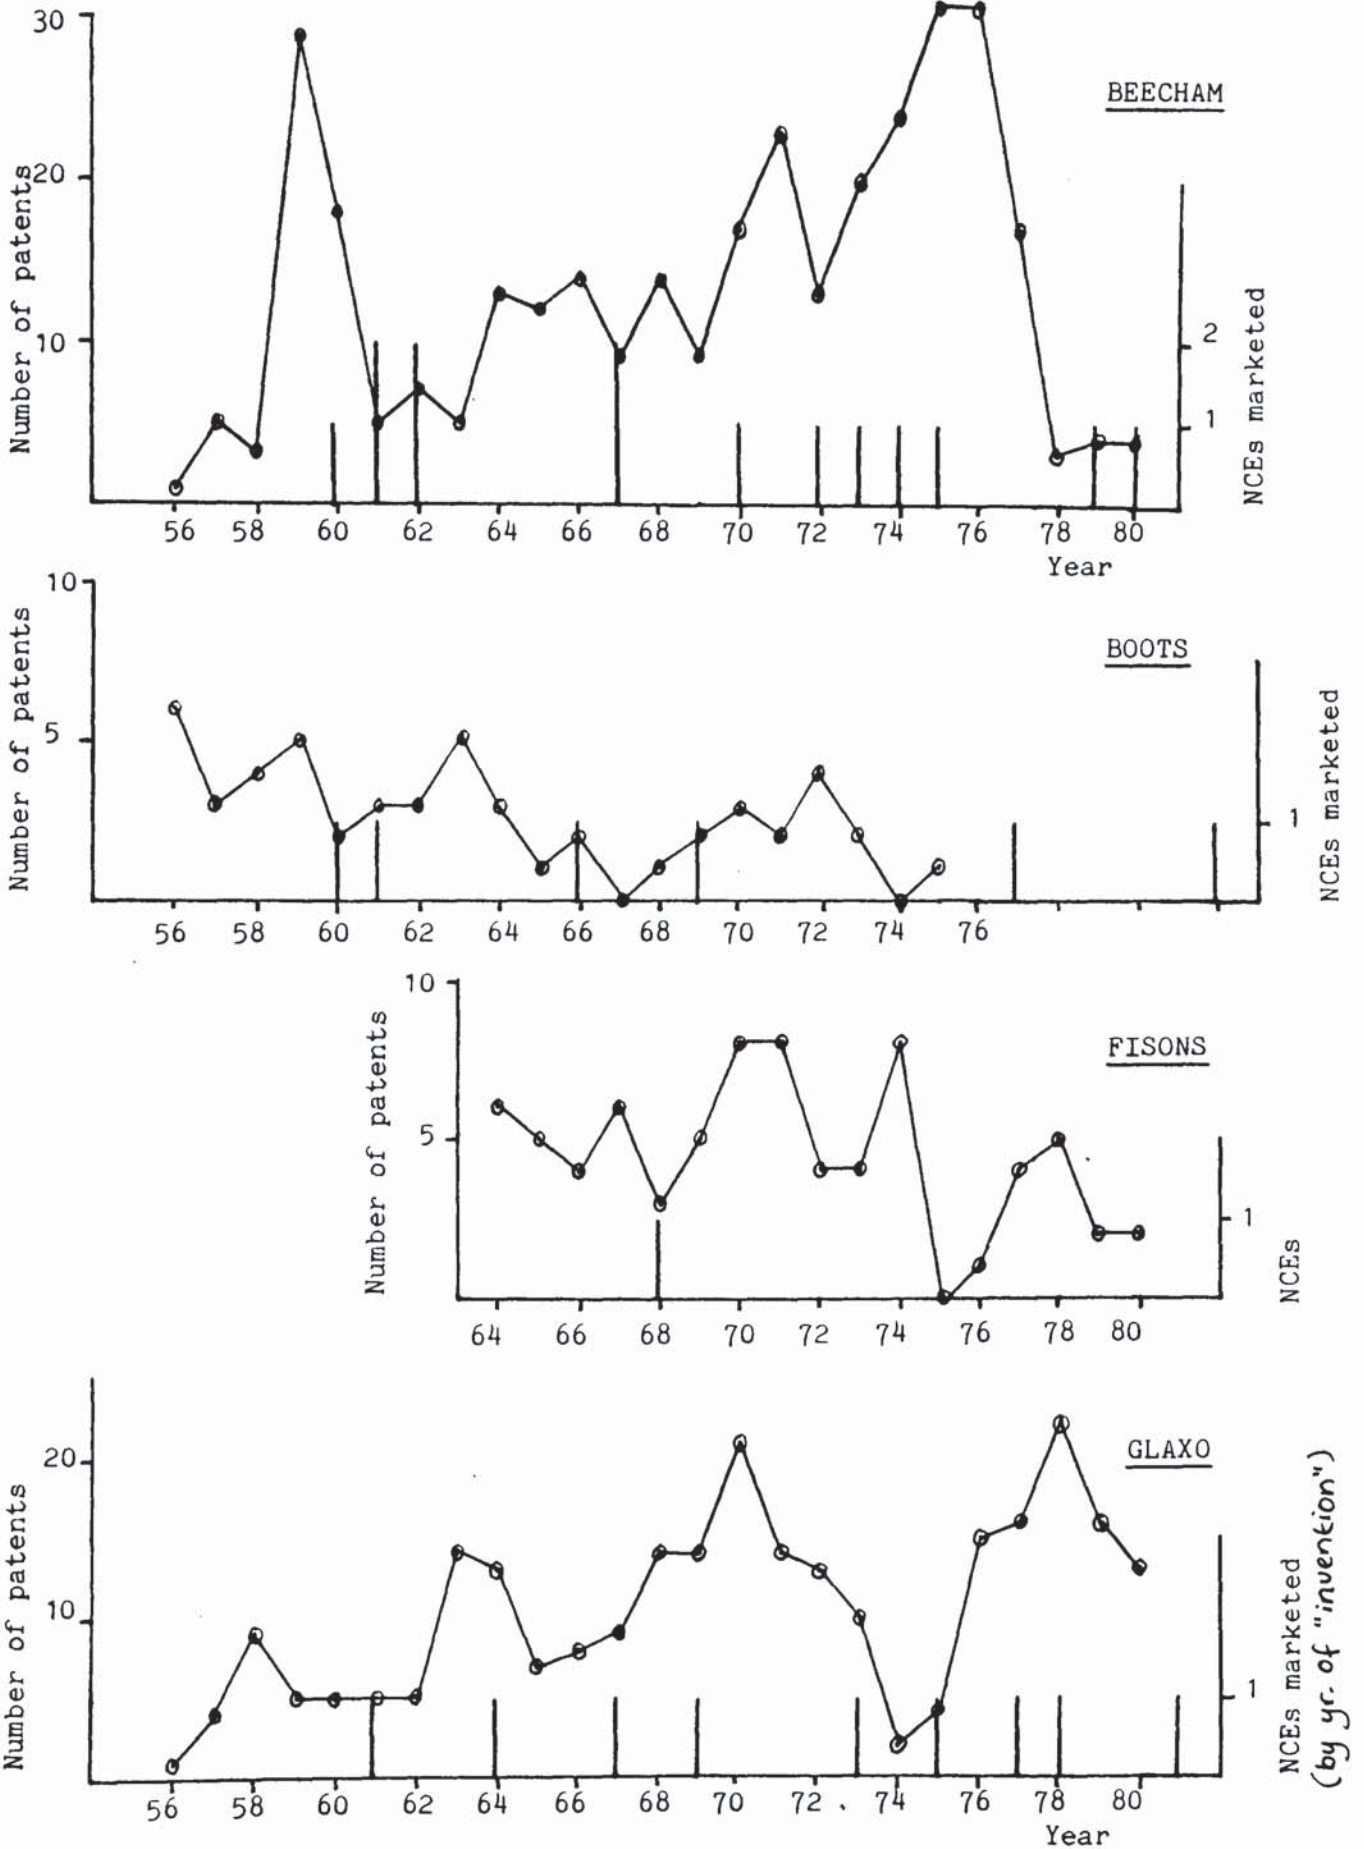 BEECHAM
Number of patents
30
20
10
NCEs marketed
2
1
56 58 60 62 64 66 68 70 72 74 76 78 80
Year
BOOTS
Number of patents
10
5
NCEs marketed
1
56 58 60 62 64 66 68 70 72 74 76
FISONS
Number of patents
10
5
NCEs
1
64 66 68 70 72 74 76 78 80
GLAXO
Number of patents
20
10
NCEs marketed
(by yr. of "invention")
1
56 58 60 62 64 66 68 70 72 74 76 78 80
Year